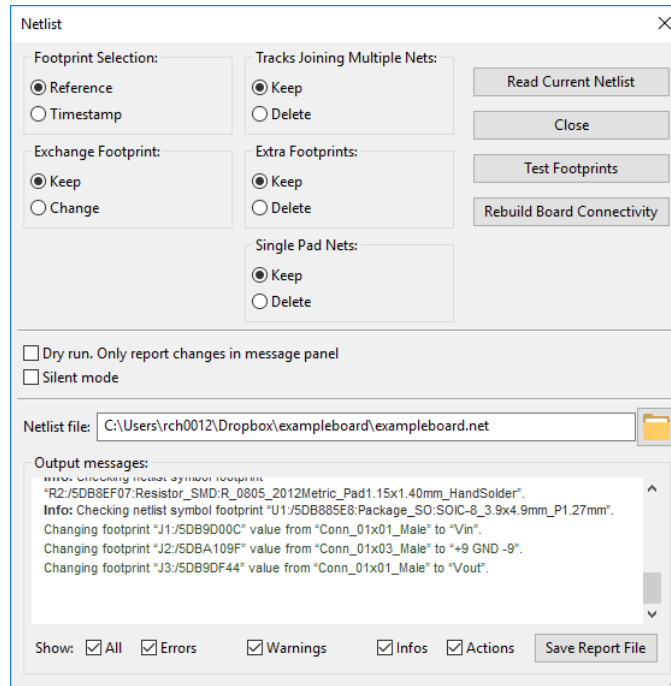 Netlist
Footprint Selection:
Reference
Timestamp
Tracks Joining Multiple Nets:
Keep
Delete
Read Current Netlist
Close
Exchange Footprint:
Keep
Change
Extra Footprints:
Keep
Delete
Test Footprints
Rebuild Board Connectivity
Single Pad Nets:
Keep
Delete
Dry run. Only report changes in message panel
Silent mode
Netlist file: C:\Users\rch0012\Dropbox\exampleboard\exampleboard.net
Output messages:
Info: Checking netlist symbol footprint
“R2:/5DB8EF07:Resistor_SMD:R_0805_2012Metric_Pad1.15x1.40mm_HandSolder”.
Info: Checking netlist symbol footprint “U1:/5DB885E8:Package_SO:SOIC-8_3.9x4.9mm_P1.27mm”.
Changing footprint “J1:/5DB9D00C” value from “Conn_01x01_Male” to “Vin”.
Changing footprint “J2:/5DBA109F” value from “Conn_01x03_Male” to “+9 GND -9”.
Changing footprint “J3:/5DB9DF44” value from “Conn_01x01_Male” to “Vout”.
Show: All Errors Warnings Infos Actions Save Report File